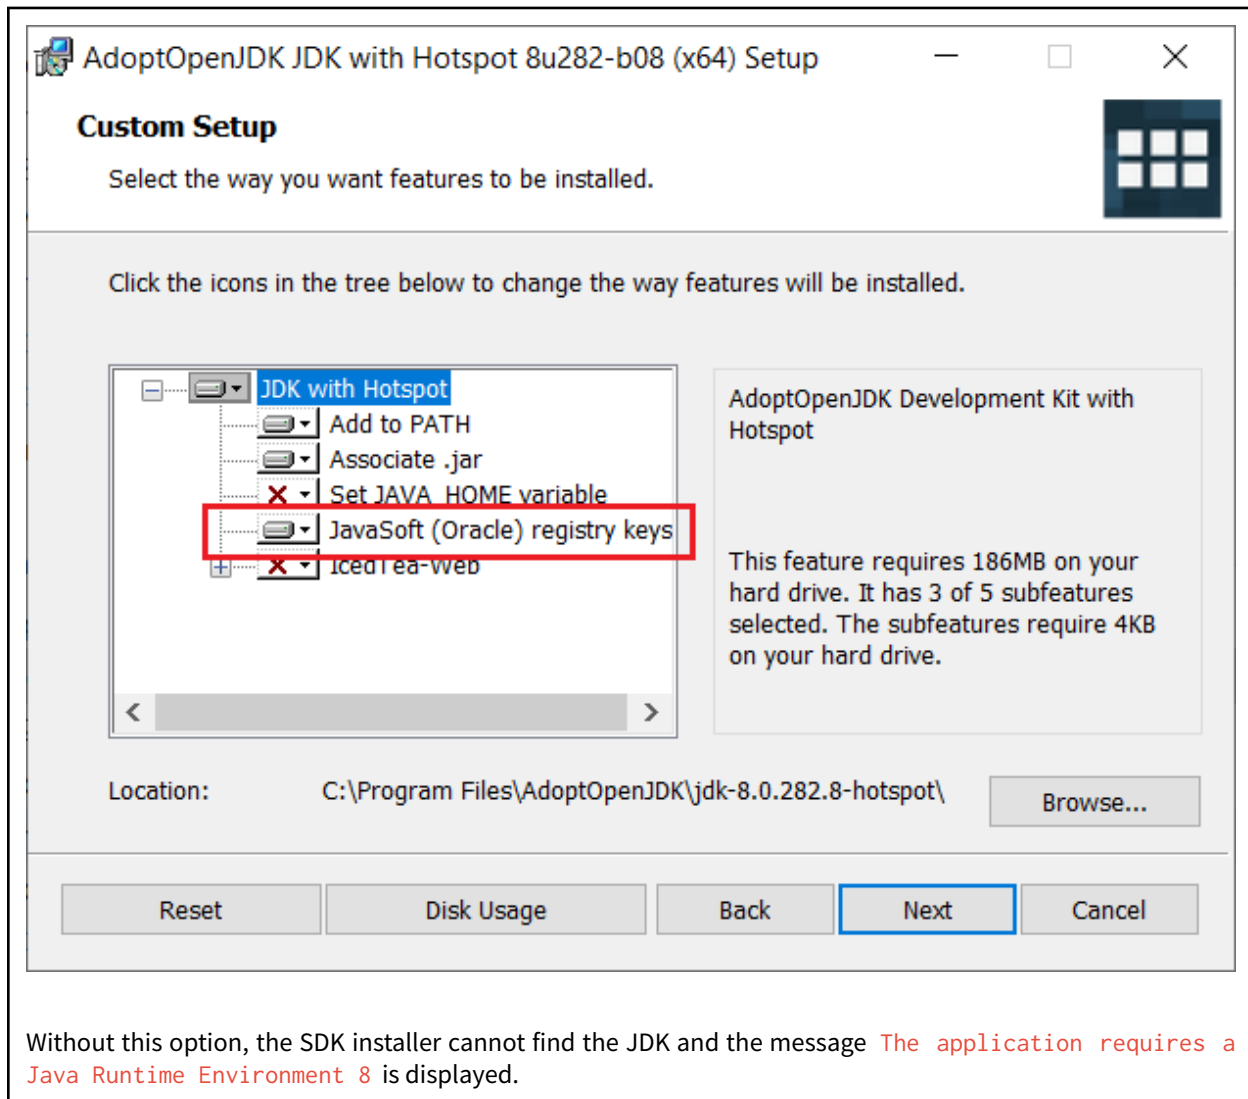 AdoptOpenJDK JDK with Hotspot 8u282-b08 (x64) Setup
Custom Setup
Select the way you want features to be installed.
Click the icons in the tree below to change the way features will be installed.
JDK with Hotspot
Add to PATH
Associate .jar
Set JAVA_HOME variable
JavaSoft (Oracle) registry keys
IcedTea-Web
AdoptOpenJDK Development Kit with
Hotspot
This feature requires 186MB on your
hard drive. It has 3 of 5 subfeatures
selected. The subfeatures require 4KB
on your hard drive.
Location: C:\Program Files\AdoptOpenJDK\jdk-8.0.282.8-hotspot\
Browse...
Reset Disk Usage Back Next Cancel
Without this option, the SDK installer cannot find the JDK and the message The application requires a
Java Runtime Environment 8 is displayed.